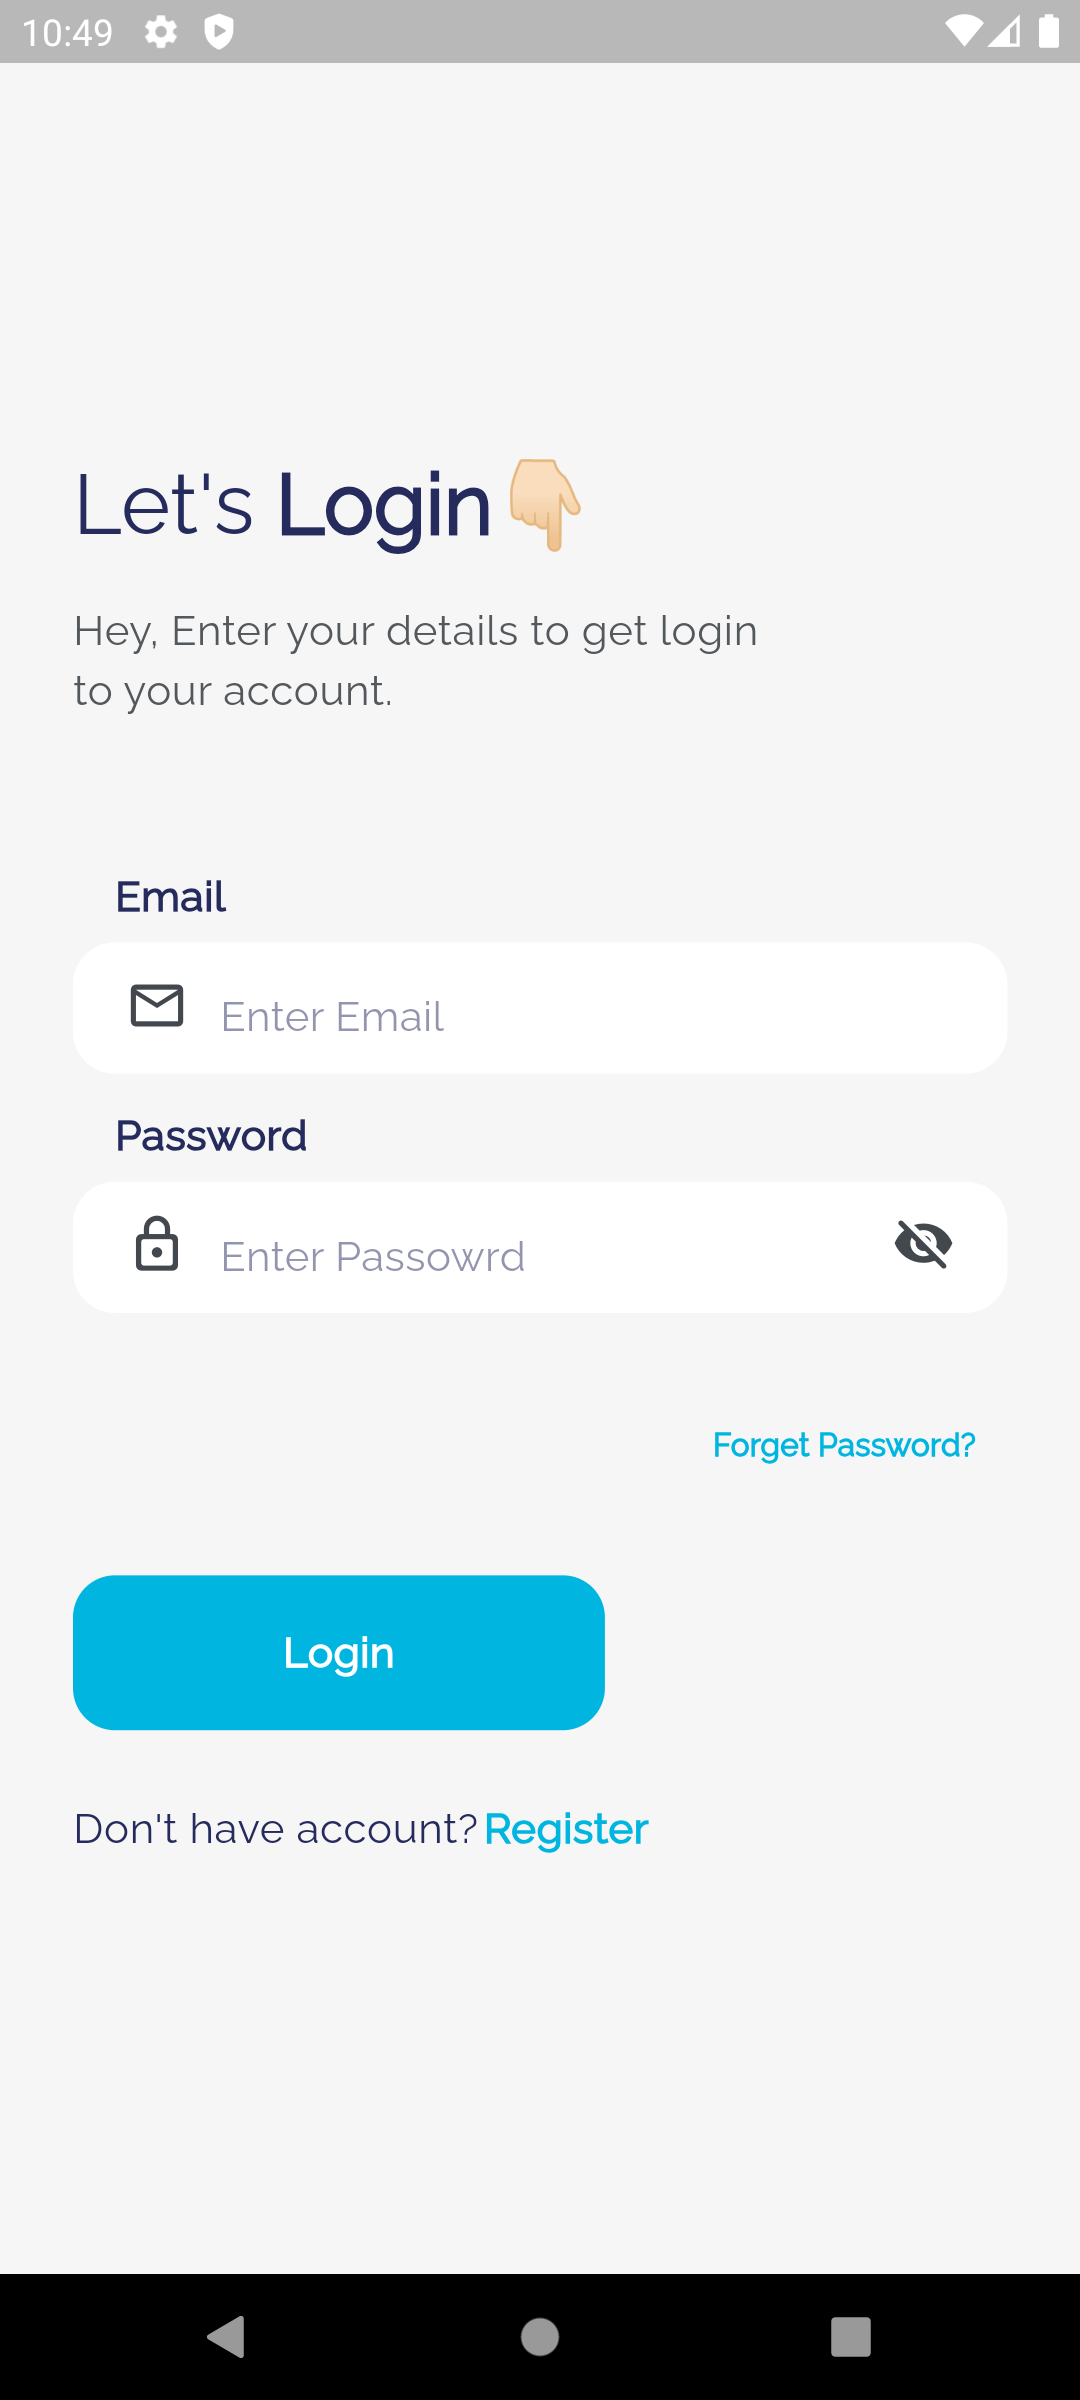 10:49
Let's Login👇🏼
Hey, Enter your details to get login
to your account.
Email
Enter Email
Password
Enter Passowrd
Forget Password?
Login
Don't have account? Register